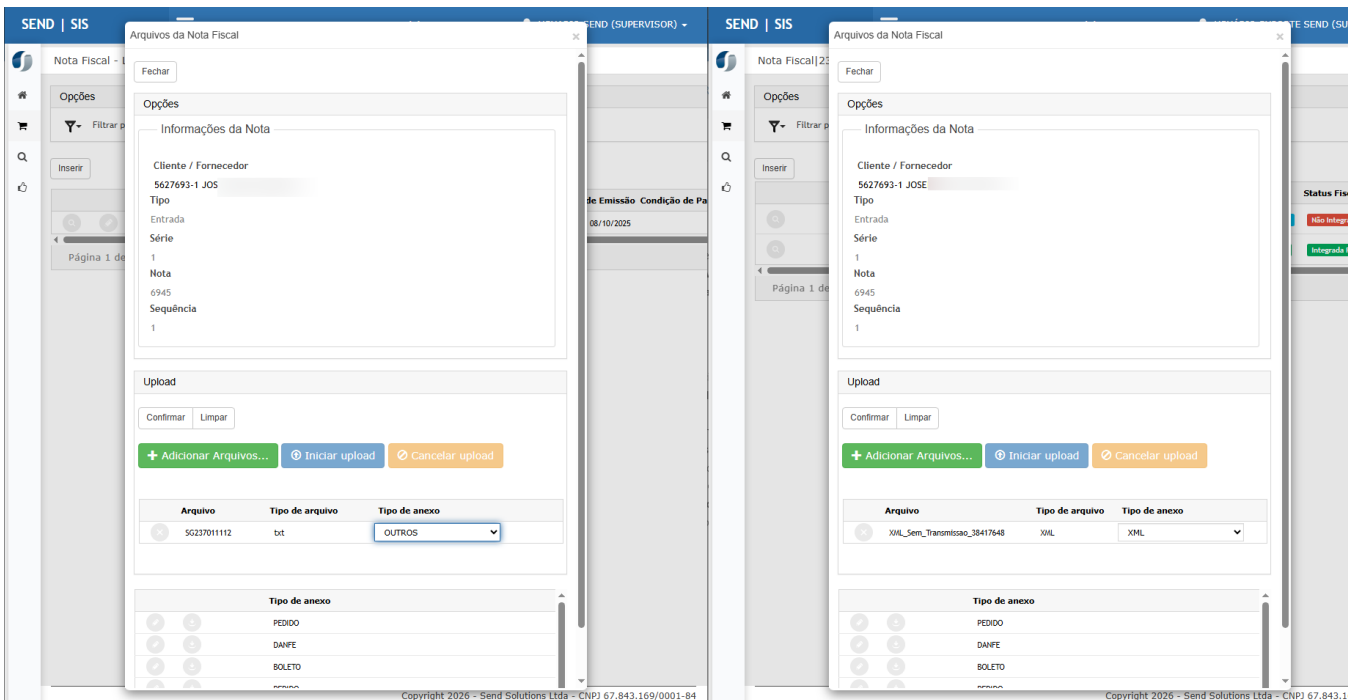 SEND | SIS
SEND (SUPERVISOR)
Arquivos da Nota Fiscal
×
Nota Fiscal - L
Fechar
Opções
Opções
Filtrar p
Informações da Nota
Inserir
Cliente / Fornecedor
5627693-1 JOS
Tipo
de Emissão Condição de Pa
Entrada
08/10/2025
Série
1
Página 1 de
Nota
6945
Sequência
1
Upload
Confirmar
Limpar
Adicionar Arquivos...
Iniciar upload
Cancelar upload
Arquivo Tipo de arquivo Tipo de anexo
SG237011112 txt OUTROS
Tipo de anexo
PEDIDO
DANFE
BOLETO
Copyright 2026 - Send Solutions Ltda - CNPJ 67.843.169/0001-84
SEND | SIS
TE SEND (SU
Arquivos da Nota Fiscal
×
Nota Fiscal|23
Fechar
Opções
Opções
Filtrar p
Informações da Nota
Inserir
Cliente / Fornecedor
5627693-1 JOSE
Tipo
Status Fis
Entrada
Não Integra
Série
1
Integrada
Página 1 de
Nota
6945
Sequência
1
Upload
Confirmar
Limpar
Adicionar Arquivos...
Iniciar upload
Cancelar upload
Arquivo Tipo de arquivo Tipo de anexo
XML_Sem_Transmissao_38417648 XML XML
Tipo de anexo
PEDIDO
DANFE
BOLETO
Copyright 2026 - Send Solutions Ltda - CNPJ 67.843.1